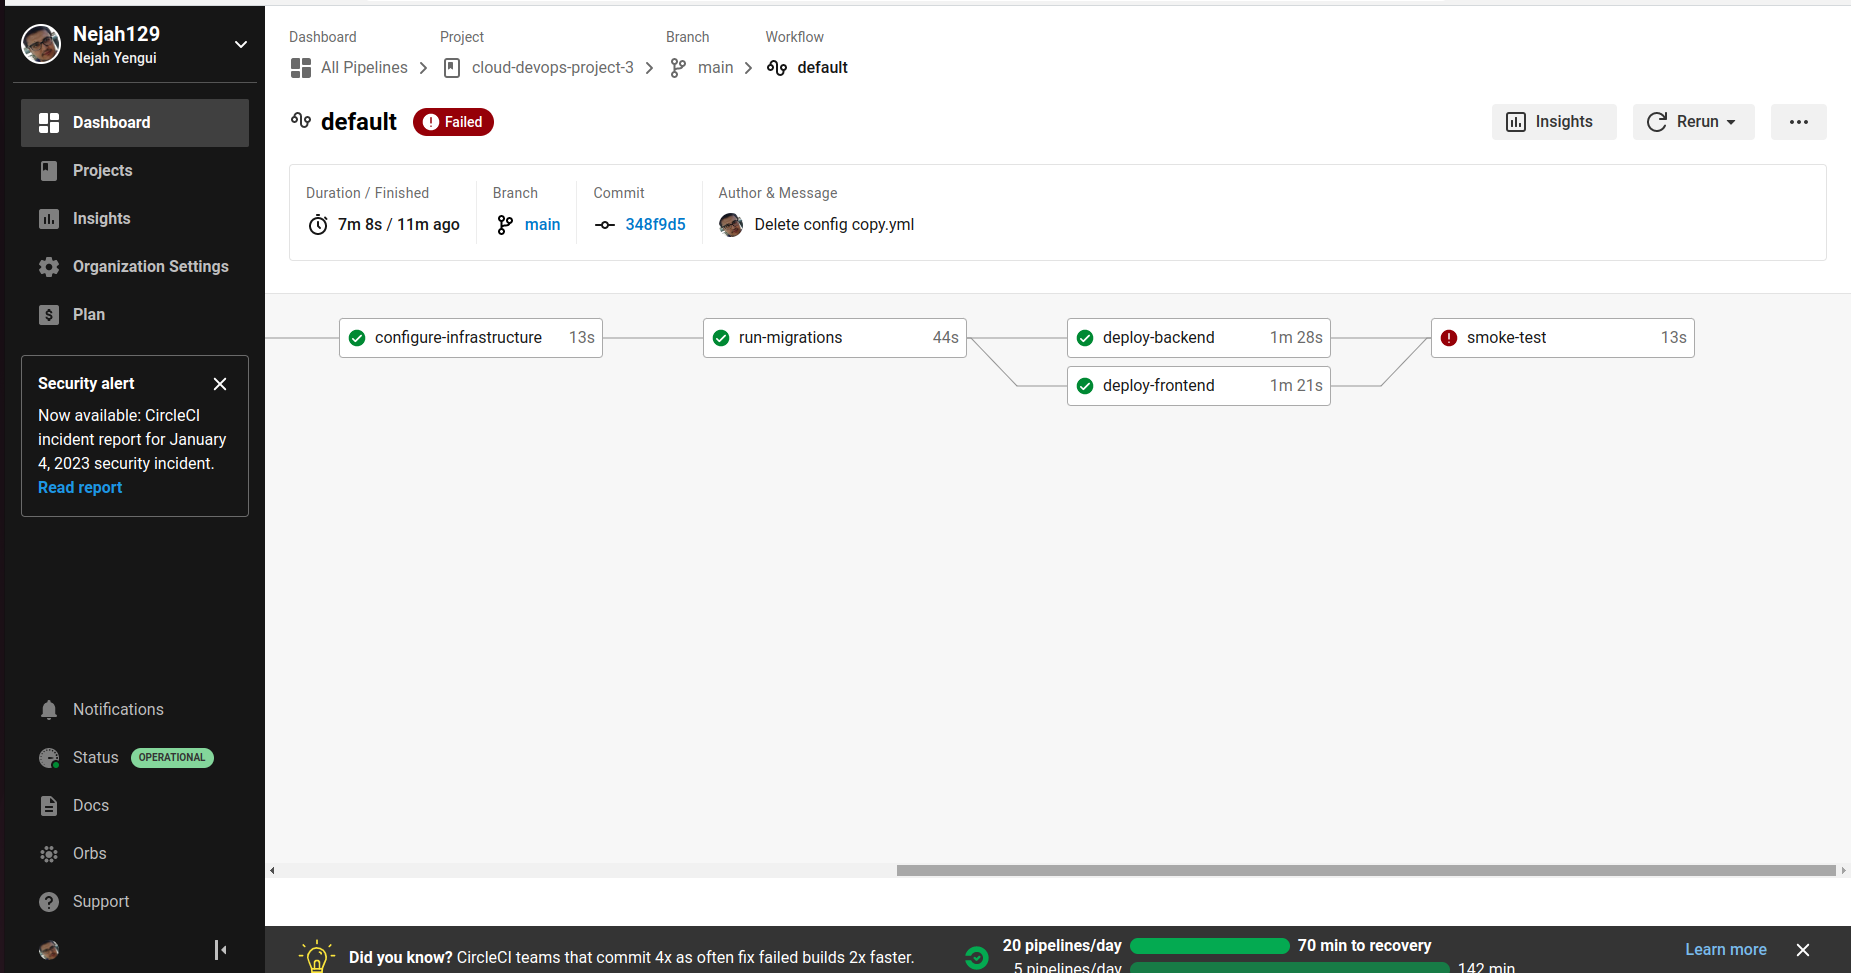 Nejah129
Nejah Yengui
Dashboard
Projects
Insights
Organization Settings
Plan
Security alert
Now available: CircleCI
incident report for January
4, 2023 security incident.
Read report
Notifications
Status OPERATIONAL
Docs
Orbs
Support
Dashboard Project Branch Workflow
All Pipelines cloud-devops-project-3 main default
default Failed
Insights Rerun
Duration / Finished Branch Commit Author & Message
7m 8s / 11m ago main 348f9d5 Delete config copy.yml
configure-infrastructure 13s run-migrations 44s deploy-backend 1m 28s smoke-test 13s
deploy-frontend 1m 21s
Did you know? CircleCI teams that commit 4x as often fix failed builds 2x faster.
20 pipelines/day 70 min to recovery
5 pipelines/day 142 min
Learn more